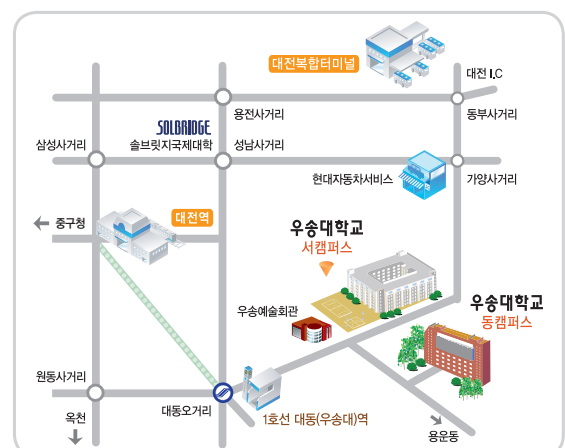 대전복합터미널
대전 I.C
용전사거리
동부사거리
SOLBRIDGE
솔브릿지국제대학
삼성사거리
성남사거리
현대자동차서비스
가양사거리
중구청
대전역
우송대학교
서캠퍼스
우송대학교
동캠퍼스
우송예술회관
원동사거리
대동오거리
옥천
1호선 대동(우송대)역
용운동